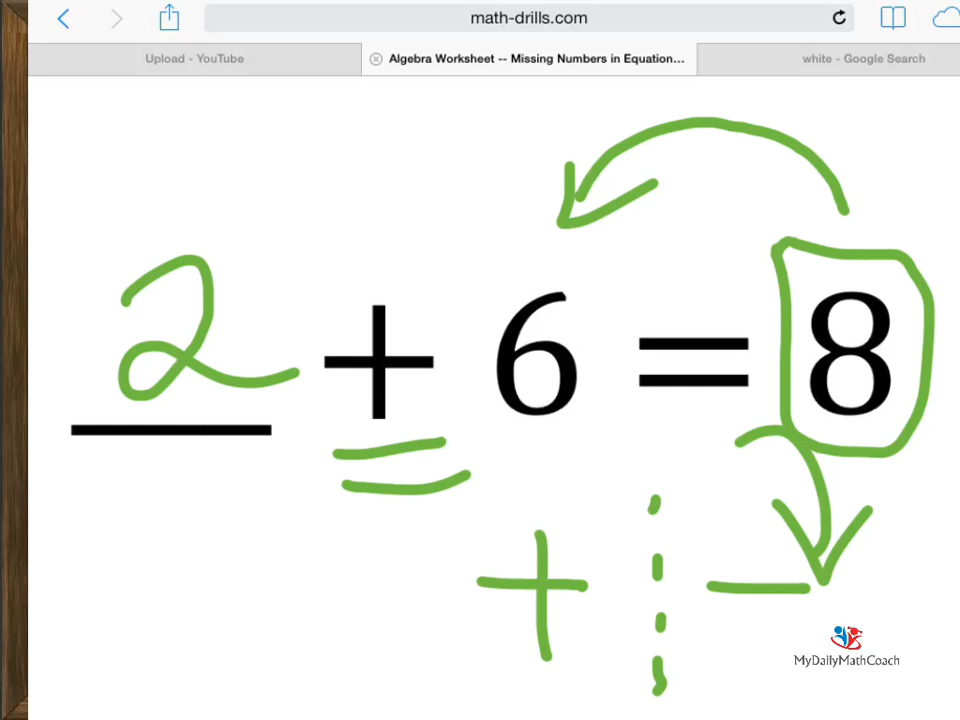 math-drills.com
Upload - YouTube
Algebra Worksheet -- Missing Numbers in Equation...
white - Google Search
2 + 6 = 8
+ -
MyDailyMathCoach